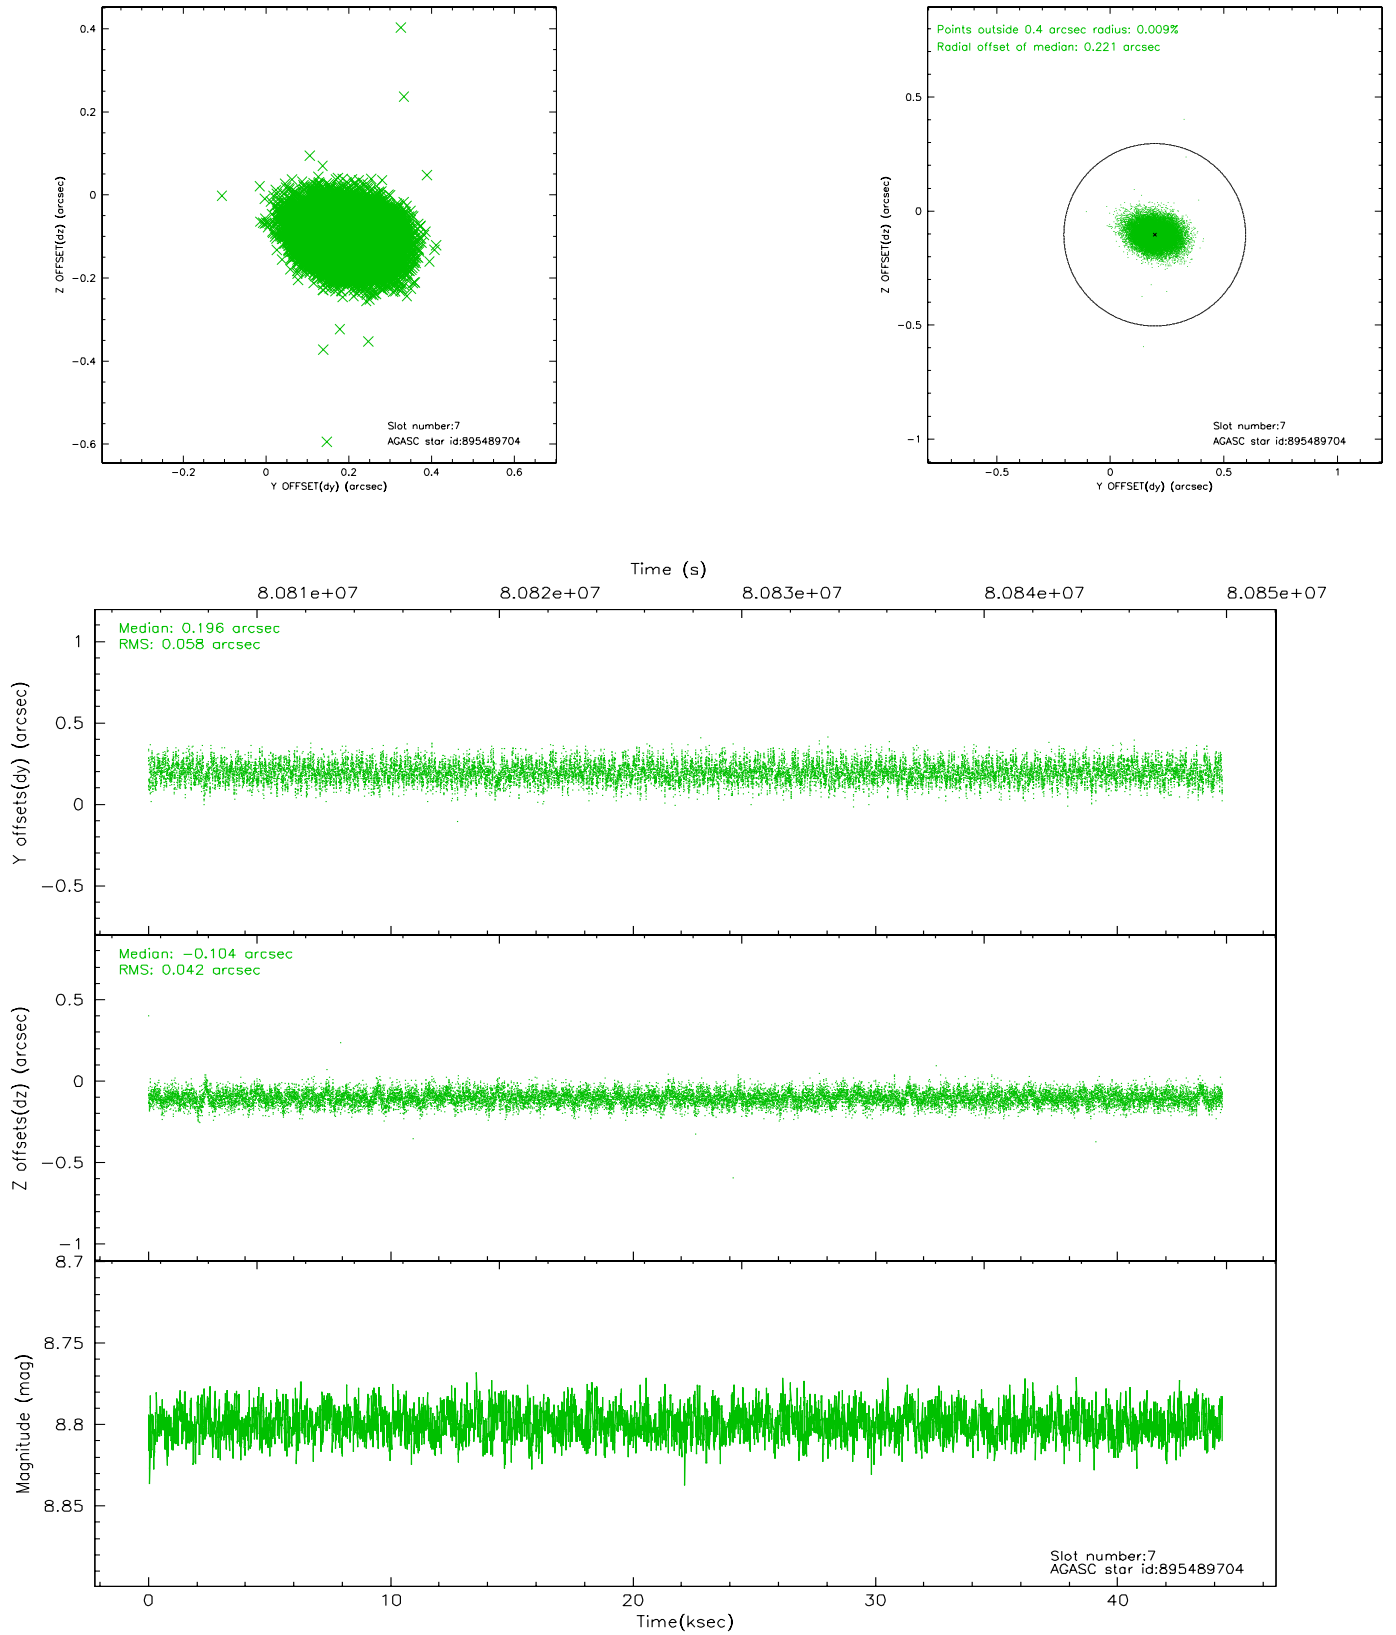 0.4
0.2
0
−0.2
−0.4
−0.6
Z OFFSET(dz) (arcsec)
Slot number:7
AGASC star id:895489704
−0.2 0 0.2 0.4 0.6
Y OFFSET(dy) (arcsec)
Points outside 0.4 arcsec radius: 0.009%
Radial offset of median: 0.221 arcsec
0.5
0
−0.5
−1
Z OFFSET(dz) (arcsec)
Slot number:7
AGASC star id:895489704
−0.5 0 0.5 1
Y OFFSET(dy) (arcsec)
Time (s)
8.081e+07 8.082e+07 8.083e+07 8.084e+07 8.085e+07
Median: 0.196 arcsec
RMS: 0.058 arcsec
1
0.5
0
−0.5
Y offsets(dy) (arcsec)
Median: −0.104 arcsec
RMS: 0.042 arcsec
0.5
0
−0.5
−1
Z offsets(dz) (arcsec)
8.7
8.75
8.8
8.85
Magnitude (mag)
Slot number:7
AGASC star id:895489704
0 10 20 30 40
Time(ksec)